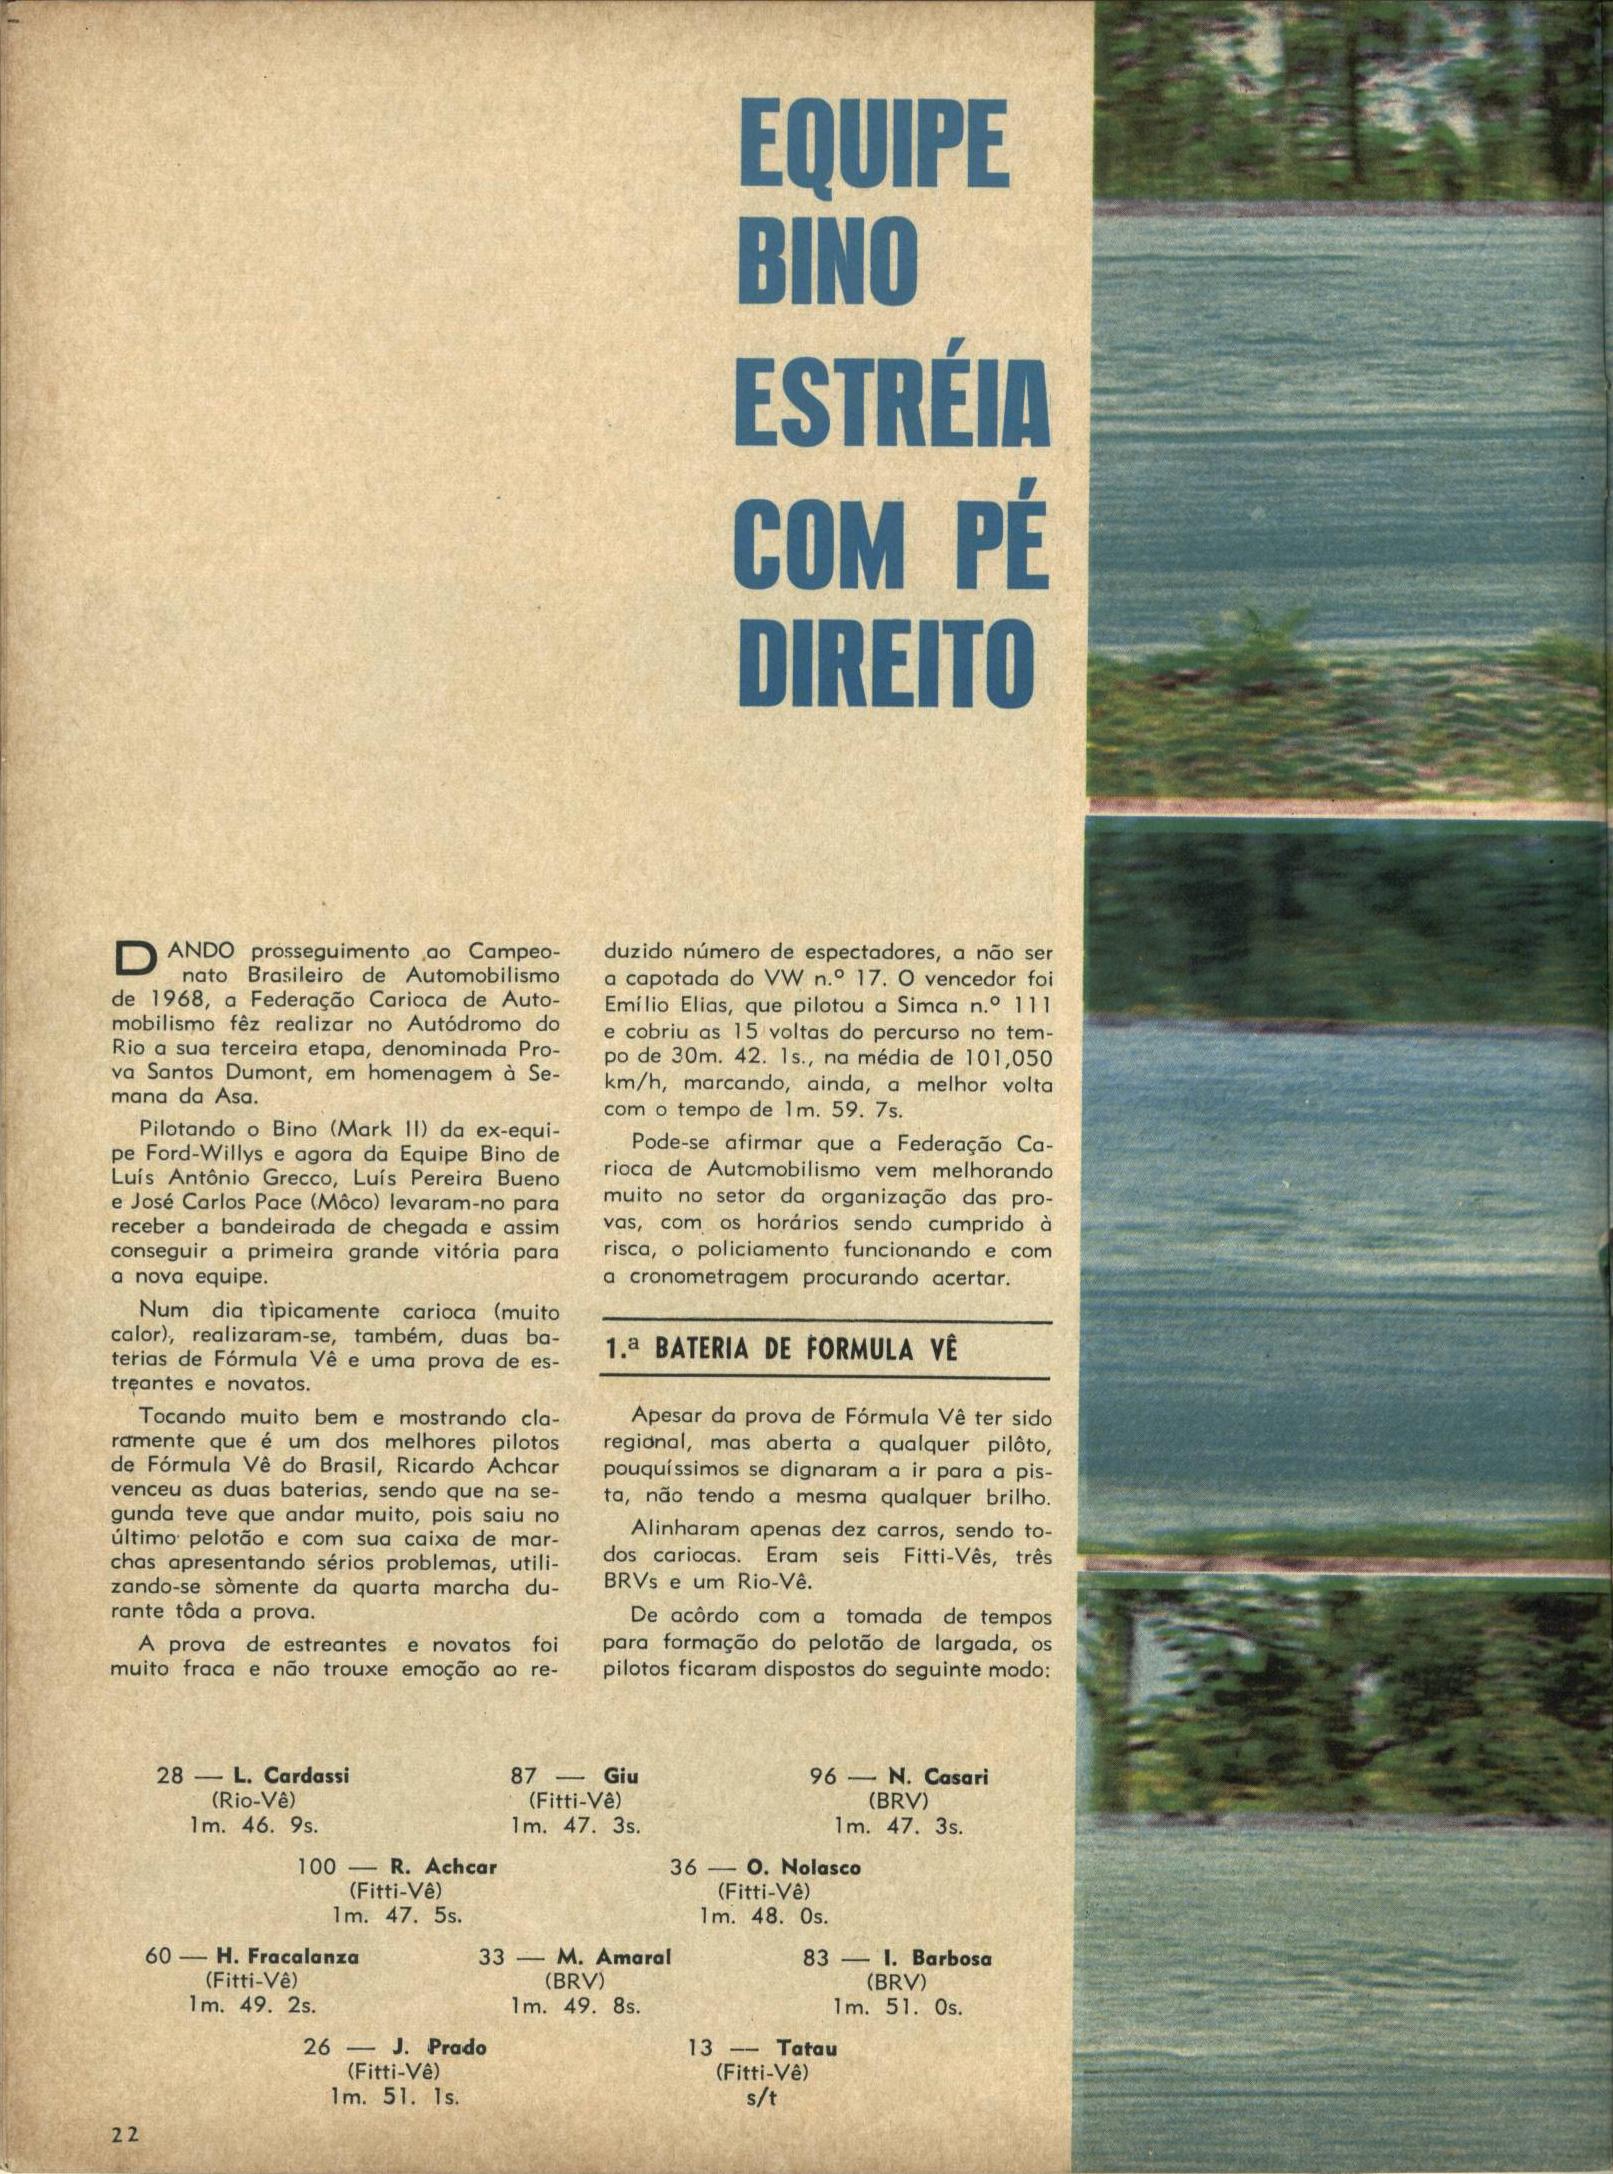 EQUIPE
BINO
ESTRÉIA
COM PÉ
DIREITO
DANDO prosseguimento ao Campeo-
nato Brasileiro de Automobilismo
de 1968, a Federação Carioca de Auto-
mobilismo fêz realizar no Autódromo do
Rio a sua terceira etapa, denominada Pro-
va Santos Dumont, em homenagem à Se-
mana da Asa.
Pilotando o Bino (Mark II) da ex-equi-
pe Ford-Willys e agora da Equipe Bino de
Luís Antônio Grecco, Luís Pereira Bueno
e José Carlos Pace (Môco) levaram-no para
receber a bandeirada de chegada e assim
conseguir a primeira grande vitória para
a nova equipe.
Num dia tìpicamente carioca (muito
calor), realizaram-se, também, duas ba-
terias de Fórmula Vê e uma prova de es-
treantes e novatos.
Tocando muito bem e mostrando cla-
ramente que é um dos melhores pilotos
de Fórmula Vê do Brasil, Ricardo Achcar
venceu as duas baterias, sendo que na se-
gunda teve que andar muito, pois saiu no
último pelotão e com sua caixa de mar-
chas apresentando sérios problemas, utili-
zando-se sòmente da quarta marcha du-
rante tôda a prova.
A prova de estreantes e novatos foi
muito fraca e não trouxe emoção ao re-
duzido número de espectadores, a não ser
a capotada do VW n.º 17. O vencedor foi
Emílio Elias, que pilotou a Simca n.º 111
e cobriu as 15 voltas do percurso no tem-
po de 30m. 42. 1s., na média de 101,050
km/h, marcando, ainda, a melhor volta
com o tempo de 1m. 59. 7s.
Pode-se afirmar que a Federação Ca-
rioca de Automobilismo vem melhorando
muito no setor da organização das pro-
vas, com os horários sendo cumprido à
risca, o policiamento funcionando e com
a cronometragem procurando acertar.
1.ª BATERIA DE FORMULA VÊ
Apesar da prova de Fórmula Vê ter sido
regional, mas aberta a qualquer pilôto,
pouquíssimos se dignaram a ir para a pis-
ta, não tendo a mesma qualquer brilho.
Alinharam apenas dez carros, sendo to-
dos cariocas. Eram seis Fitti-Vês, três
BRVs e um Rio-Vê.
De acôrdo com a tomada de tempos
para formação do pelotão de largada, os
pilotos ficaram dispostos do seguinte modo:
28 — L. Cardassi 87 — Giu 96 — N. Casari
(Rio-Vê) (Fitti-Vê) (BRV)
1m. 46. 9s. 1m. 47. 3s. 1m. 47. 3s.
100 — R. Achcar 36 — O. Nolasco
(Fitti-Vê) (Fitti-Vê)
1m. 47. 5s. 1m. 48. 0s.
60 — H. Fracalanza 33 — M. Amaral 83 — I. Barbosa
(Fitti-Vê) (BRV) (BRV)
1m. 49. 2s. 1m. 49. 8s. 1m. 51. 0s.
26 — J. Prado 13 — Tatau
(Fitti-Vê) (Fitti-Vê)
1m. 51. 1s. s/t
22